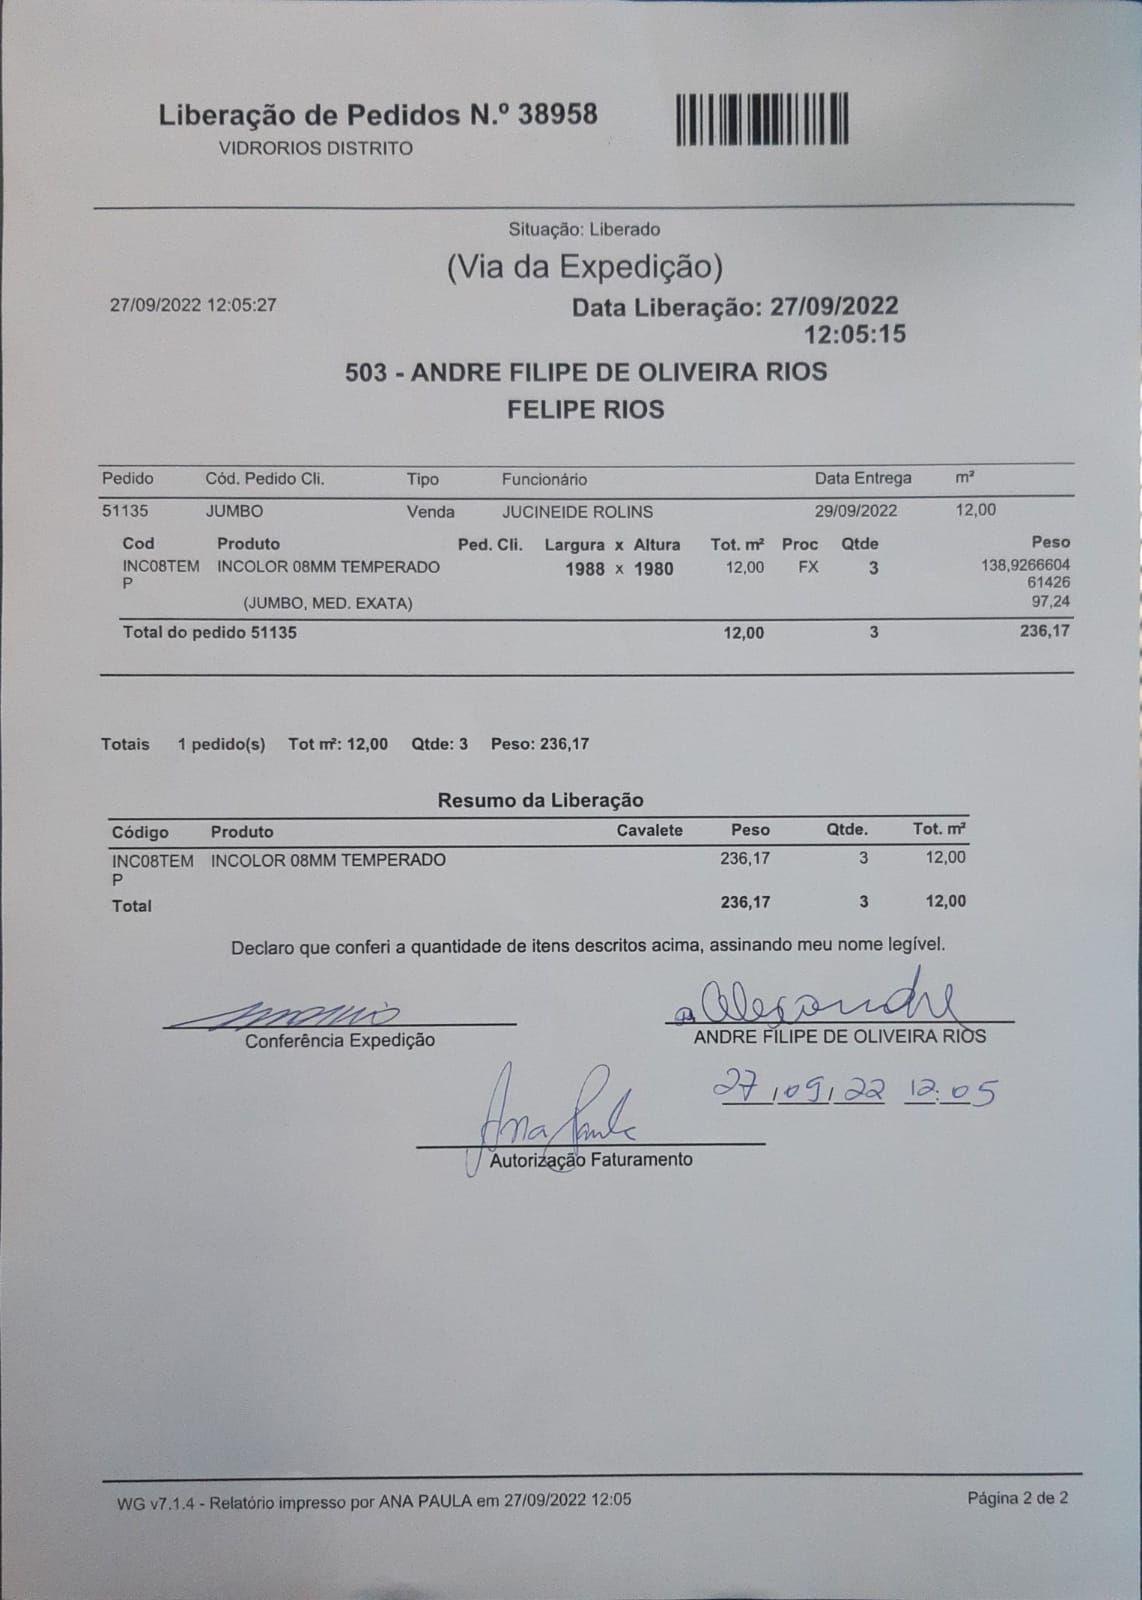 Liberação de Pedidos N.º 38958
VIDRORIOS DISTRITO
Situação: Liberado
(Via da Expedição)
27/09/2022 12:05:27
Data Liberação: 27/09/2022
12:05:15
503 - ANDRE FILIPE DE OLIVEIRA RIOS
FELIPE RIOS
Pedido Cód. Pedido Cli. Tipo Funcionário Data Entrega m²
51135 JUMBO Venda JUCINEIDE ROLINS 29/09/2022 12,00
Cod Produto Ped. Cli. Largura x Altura Tot. m² Proc Qtde Peso
INC08TEM INCOLOR 08MM TEMPERADO 1988 x 1980 12,00 FX 3 138,9266604
P 61426
(JUMBO, MED. EXATA) 97,24
Total do pedido 51135 12,00 3 236,17
Totais 1 pedido(s) Tot m²: 12,00 Qtde: 3 Peso: 236,17
Resumo da Liberação
Código Produto Cavalete Peso Qtde. Tot. m²
INC08TEM INCOLOR 08MM TEMPERADO 236,17 3 12,00
P
Total 236,17 3 12,00
Declaro que conferi a quantidade de itens descritos acima, assinando meu nome legível.
Alexandre
Conferência Expedição ANDRE FILIPE DE OLIVEIRA RIOS
27/09/22 12:05
Ana Paula
Autorização Faturamento
WG v7.1.4 - Relatório impresso por ANA PAULA em 27/09/2022 12:05 Página 2 de 2